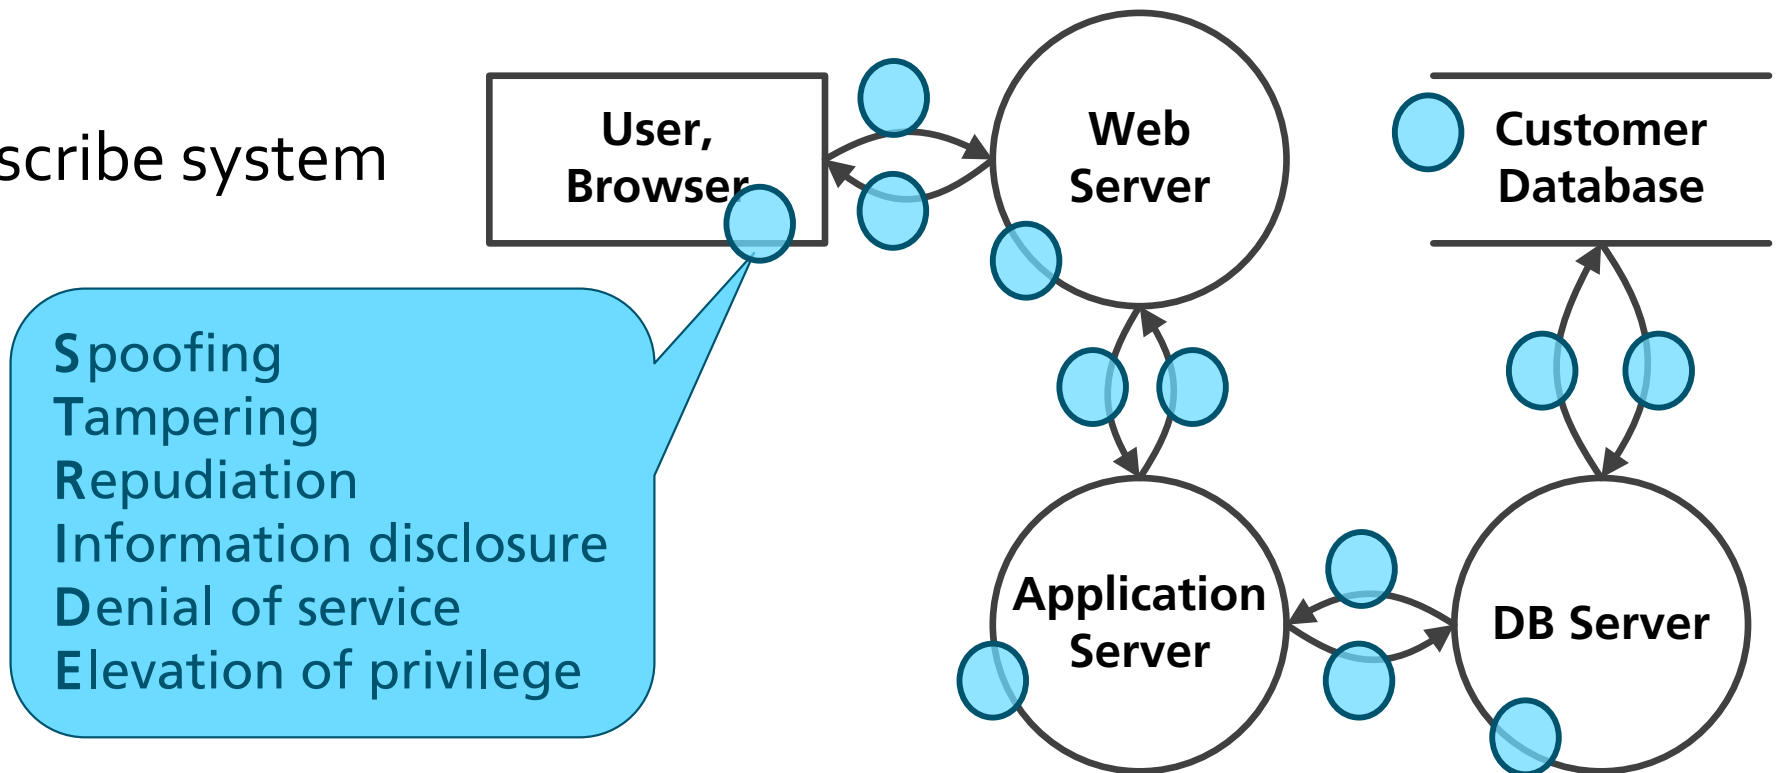 scribe system
User,
Browser
Web
Server
Customer
Database
Spoofing
Tampering
Repudiation
Information disclosure
Denial of service
Elevation of privilege
Application
Server
DB Server